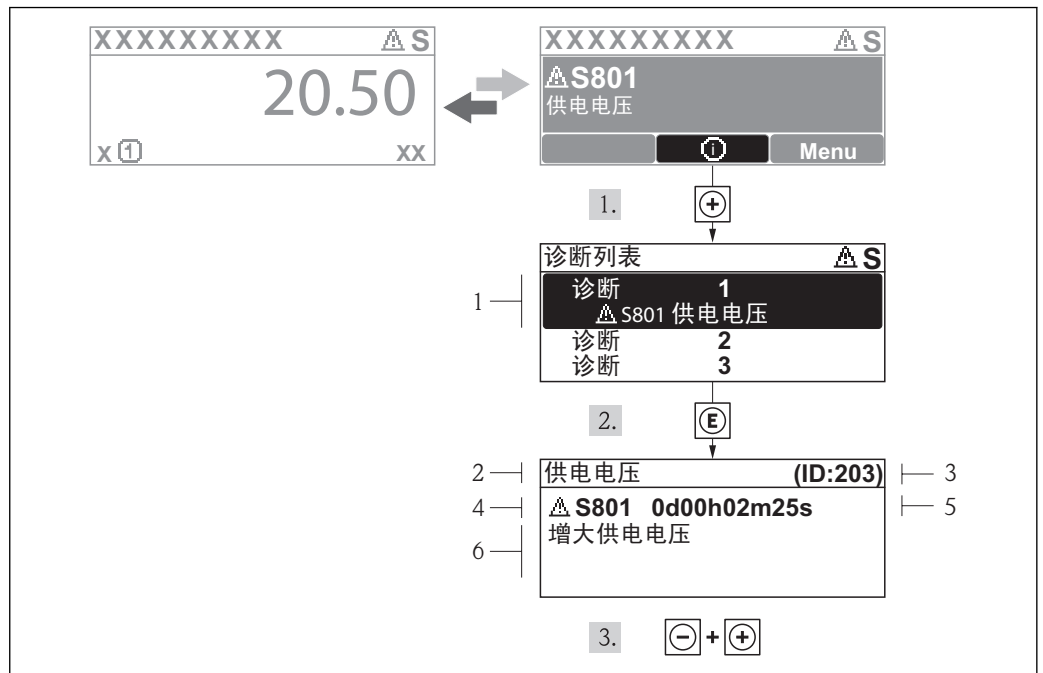 XXXXXXXXX ⚠ S
20.50
x 1 xx
XXXXXXXXX ⚠ S
⚠ S801
供电电压
i Menu
1. +
诊断列表 ⚠ S
1
诊断 1
⚠ S801 供电电压
诊断 2
诊断 3
2. E
2 供电电压 (ID:203) 3
4 ⚠ S801 0d00h02m25s 5
6 增大供电电压
3. - + +